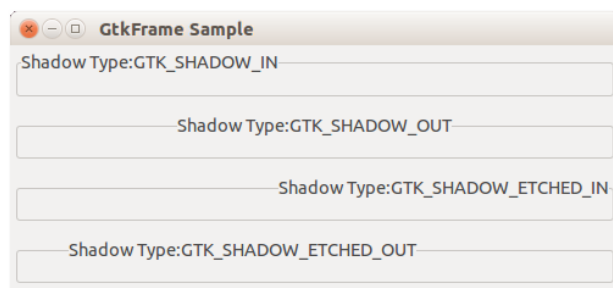 GtkFrame Sample
Shadow Type:GTK_SHADOW_IN
Shadow Type:GTK_SHADOW_OUT
Shadow Type:GTK_SHADOW_ETCHED_IN
Shadow Type:GTK_SHADOW_ETCHED_OUT